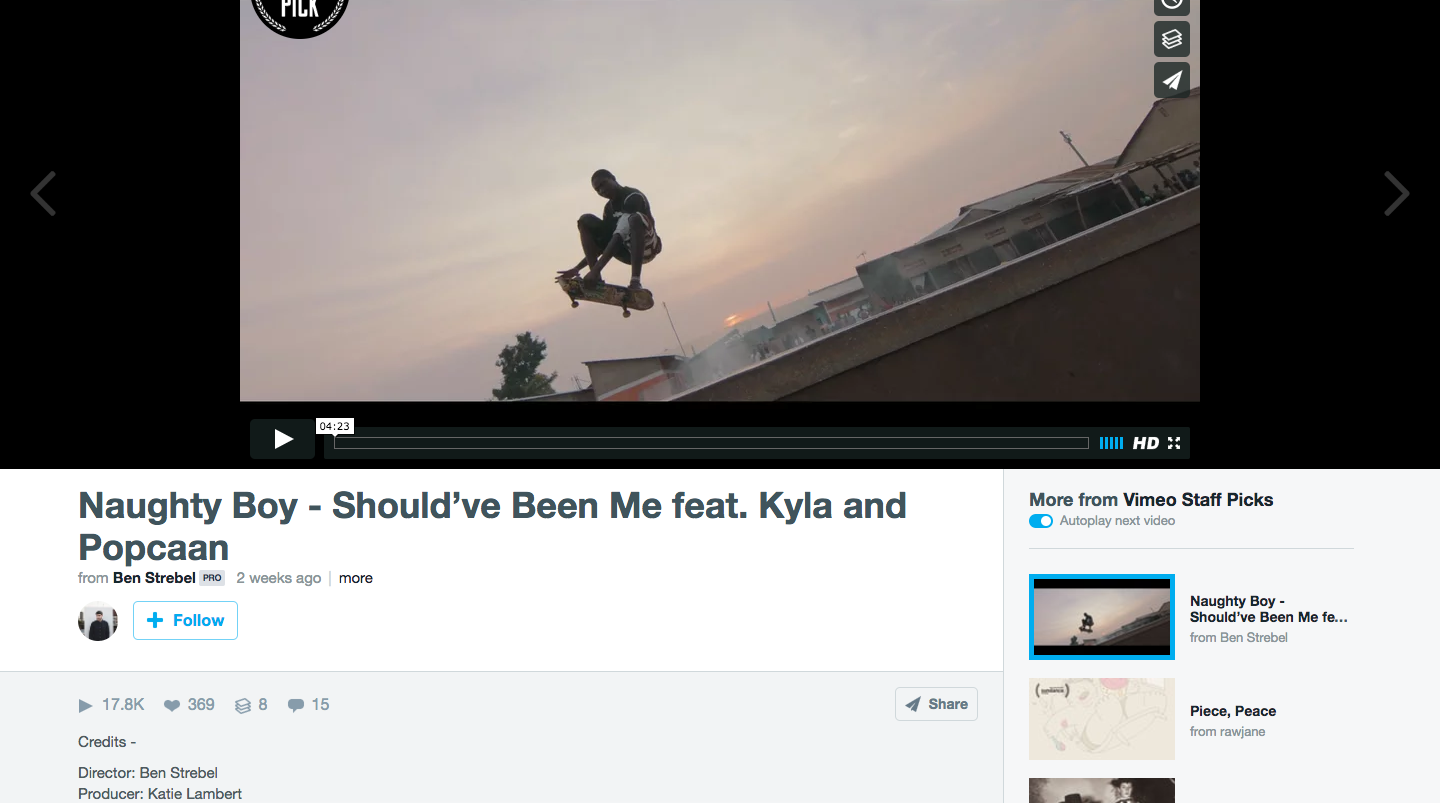 PICK
04:23
HD
Naughty Boy - Should’ve Been Me feat. Kyla and
Popcaan
from Ben Strebel PRO 2 weeks ago | more
+ Follow
17.8K 369 8 15
Share
Credits -
Director: Ben Strebel
Producer: Katie Lambert
More from Vimeo Staff Picks
Autoplay next video
Naughty Boy -
Should’ve Been Me fe...
from Ben Strebel
sundance
Piece, Peace
from rawjane